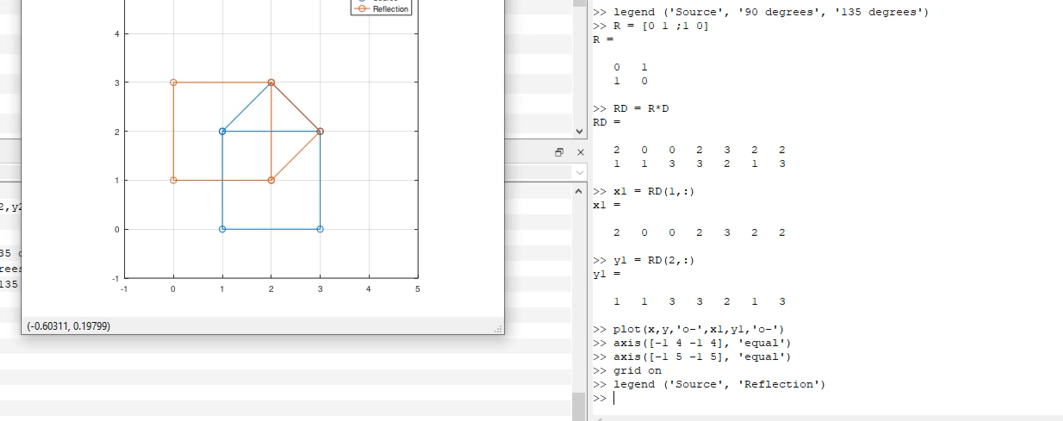 Reflection
4
3
2
1
0
-1
-1 0 1 2 3 4 5
(-0.60311, 0.19799)
2,y2
35
rees
135
>> legend ('Source', '90 degrees', '135 degrees')
>> R = [0 1 ;1 0]
R =
0 1
1 0
>> RD = R*D
RD =
2 0 0 2 3 2 2
1 1 3 3 2 1 3
>> x1 = RD(1,:)
x1 =
2 0 0 2 3 2 2
>> y1 = RD(2,:)
y1 =
1 1 3 3 2 1 3
>> plot(x,y,'o-',x1,y1,'o-')
>> axis([-1 4 -1 4], 'equal')
>> axis([-1 5 -1 5], 'equal')
>> grid on
>> legend ('Source', 'Reflection')
>>